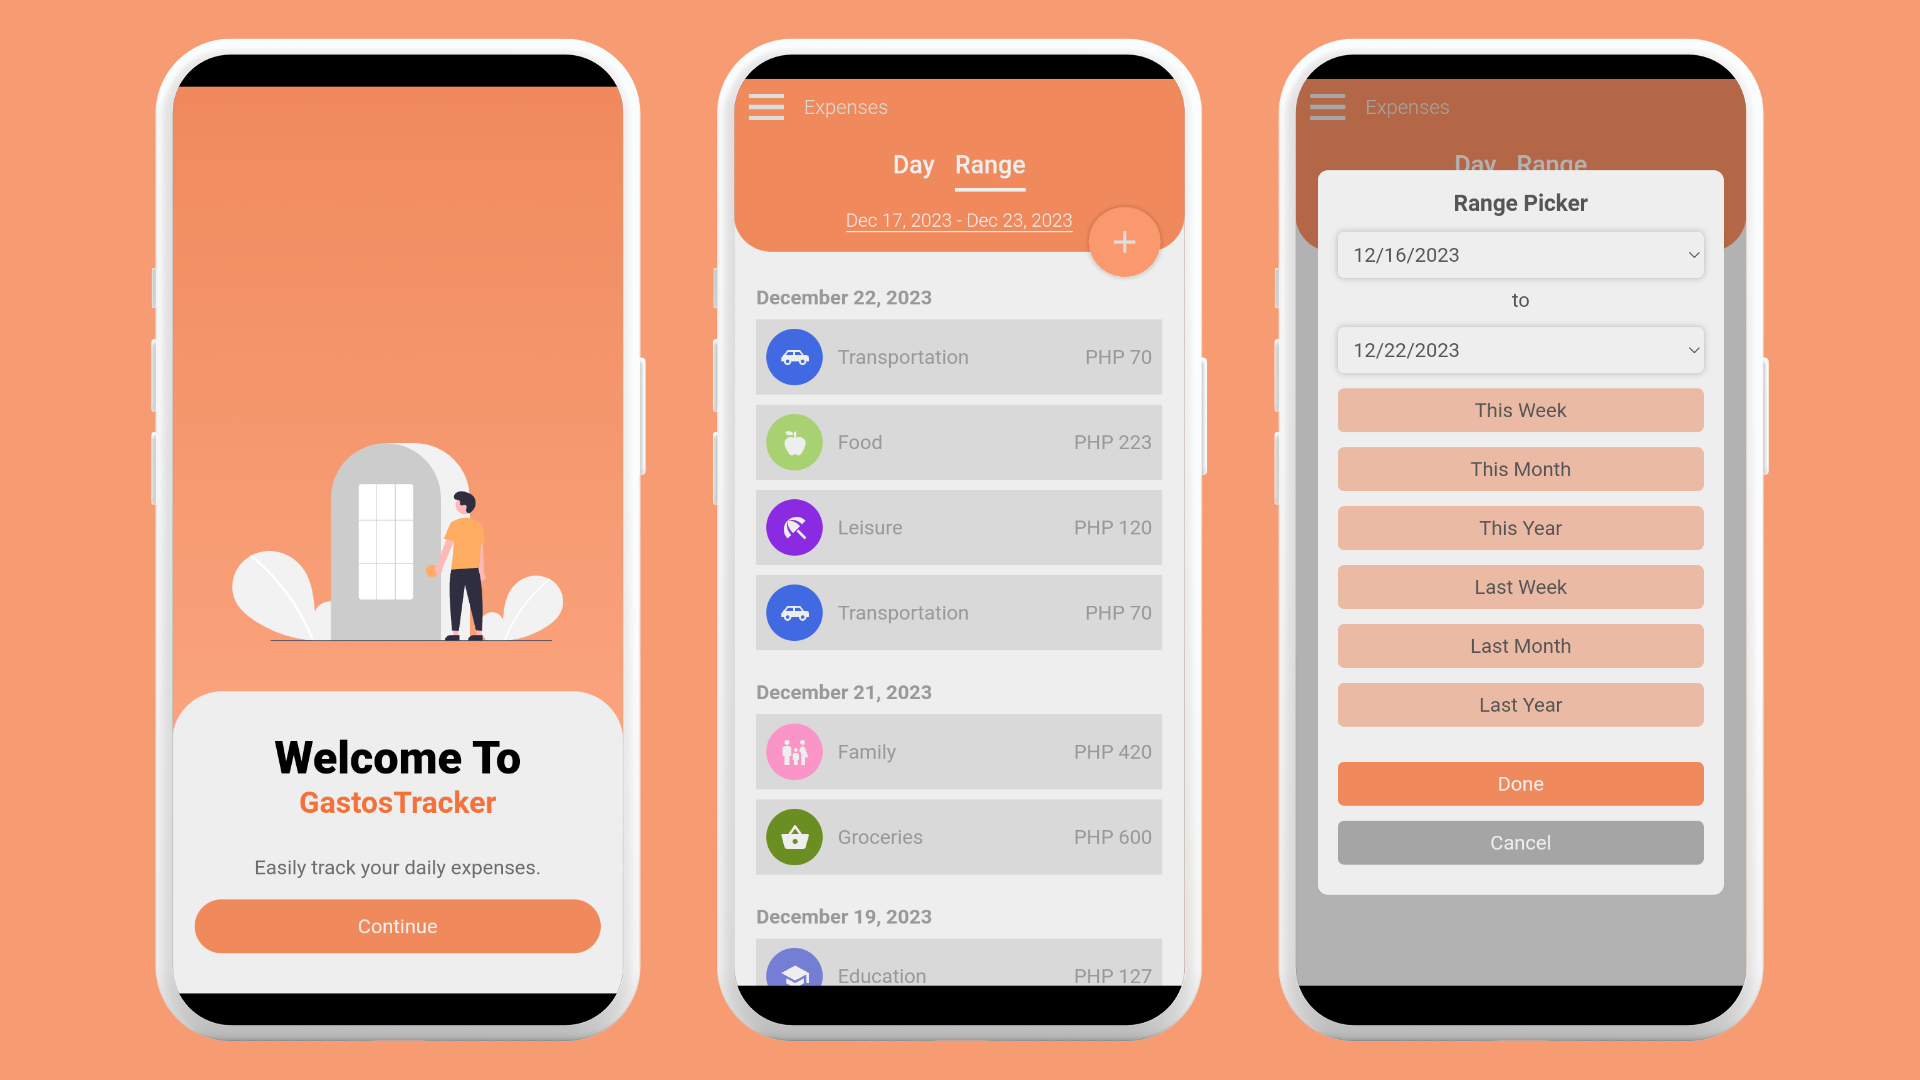 Welcome To
GastosTracker
Easily track your daily expenses.
Continue
Expenses
Day Range
Dec 17, 2023 - Dec 23, 2023
+
December 22, 2023
Transportation PHP 70
Food PHP 223
Leisure PHP 120
Transportation PHP 70
December 21, 2023
Family PHP 420
Groceries PHP 600
December 19, 2023
Education PHP 127
Expenses
Day Range
Range Picker
12/16/2023
to
12/22/2023
This Week
This Month
This Year
Last Week
Last Month
Last Year
Done
Cancel